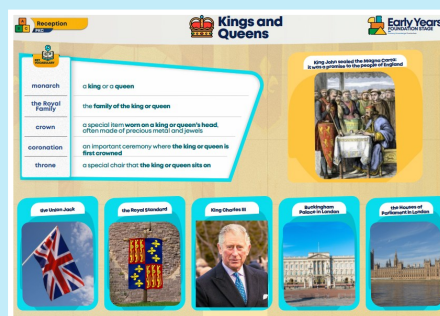 Reception
PKC
Kings and
Queens
Early Years
FOUNDATION STAGE
KEY
VOCABULARY
monarch
a king or a queen
the Royal
Family
the family of the king or queen
crown
a special item worn on a king or queen's head,
often made of precious metal and jewels
coronation
an important ceremony where the king or queen is
first crowned
throne
a special chair that the king or queen sits on
King John sealed the Magna Carta:
it was a promise to the people of England
the Union Jack
the Royal Standard
King Charles III
Buckingham
Palace in London
the Houses of
Parliament in London